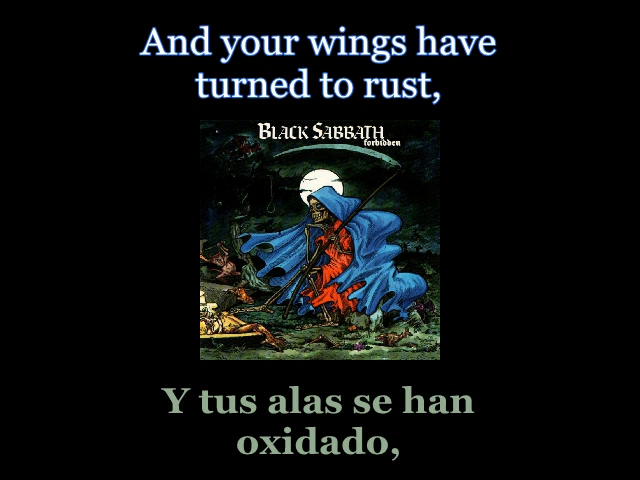 And your wings have
turned to rust,
BLACK SABBATH
forbidden
Y tus alas se han
oxidado,